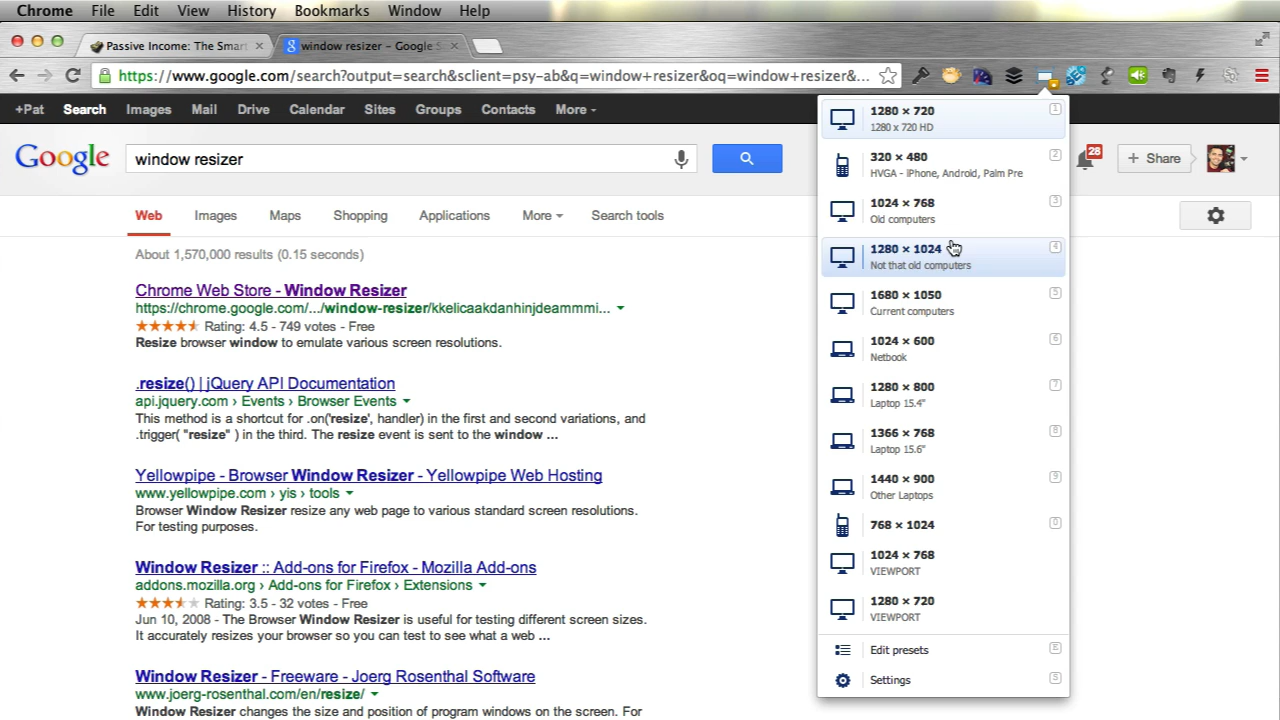 Chrome File Edit View History Bookmarks Window Help
Passive Income: The Smart
window resizer - Google S
https://www.google.com/search?output=search&sclient=psy-ab&q=window+resizer&oq=window+resizer&...
+Pat Search Images Mail Drive Calendar Sites Groups Contacts More
Google
window resizer
28
+ Share
Web Images Maps Shopping Applications More Search tools
About 1,570,000 results (0.15 seconds)
Chrome Web Store - Window Resizer
https://chrome.google.com/.../window-resizer/kkelicaakdanhinjdeammmi...
Rating: 4.5 - 749 votes - Free
Resize browser window to emulate various screen resolutions.
.resize() | jQuery API Documentation
api.jquery.com › Events › Browser Events
This method is a shortcut for .on('resize', handler) in the first and second variations, and
.trigger( "resize" ) in the third. The resize event is sent to the window ...
Yellowpipe - Browser Window Resizer - Yellowpipe Web Hosting
www.yellowpipe.com › yis › tools
Browser Window Resizer resize any web page to various standard screen resolutions.
For testing purposes.
Window Resizer :: Add-ons for Firefox - Mozilla Add-ons
addons.mozilla.org › Add-ons for Firefox › Extensions
Rating: 3.5 - 32 votes - Free
Jun 10, 2008 - The Browser Window Resizer is useful for testing different screen sizes.
It accurately resizes your browser so you can test to see what a web ...
Window Resizer - Freeware - Joerg Rosenthal Software
www.joerg-rosenthal.com/en/resize/
Window Resizer changes the size and position of program windows on the screen. For
1280 × 720 1
1280 x 720 HD
320 × 480 2
HVGA - iPhone, Android, Palm Pre
1024 × 768 3
Old computers
1280 × 1024 4
Not that old computers
1680 × 1050 5
Current computers
1024 × 600 6
Netbook
1280 × 800 7
Laptop 15.4"
1366 × 768 8
Laptop 15.6"
1440 × 900 9
Other Laptops
768 × 1024 0
1024 × 768
VIEWPORT
1280 × 720
VIEWPORT
Edit presets E
Settings S